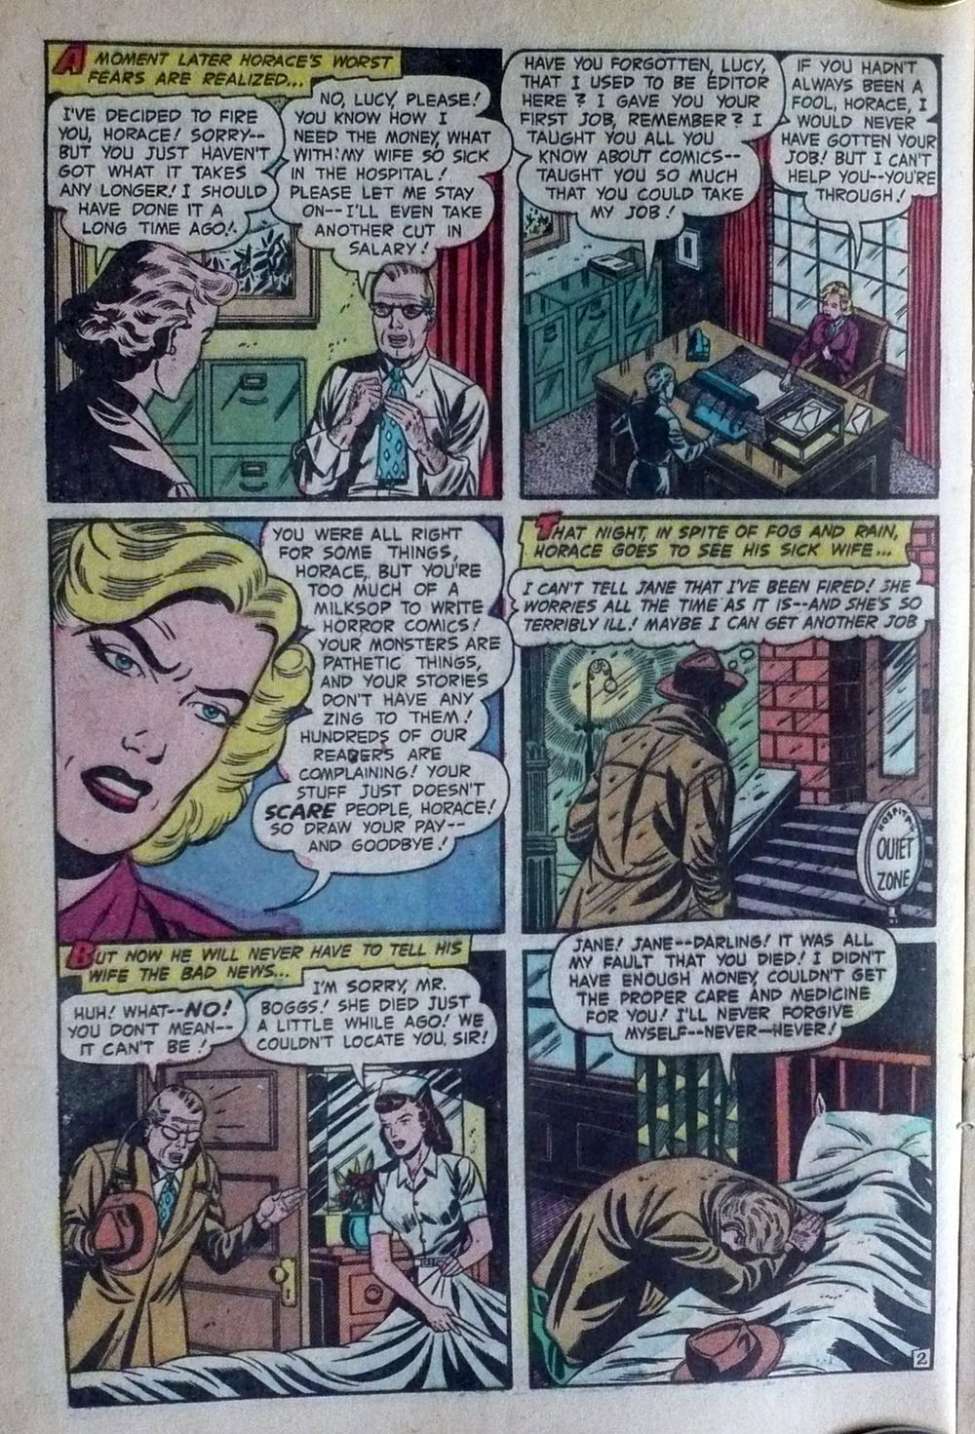 A MOMENT LATER HORACE'S WORST
FEARS ARE REALIZED...
I'VE DECIDED TO FIRE
YOU, HORACE! SORRY--
BUT YOU JUST HAVEN'T
GOT WHAT IT TAKES
ANY LONGER! I SHOULD
HAVE DONE IT A
LONG TIME AGO!
NO, LUCY, PLEASE!
YOU KNOW HOW I
NEED THE MONEY, WHAT
WITH MY WIFE SO SICK
IN THE HOSPITAL!
PLEASE LET ME STAY
ON--I'LL EVEN TAKE
ANOTHER CUT IN
SALARY!
HAVE YOU FORGOTTEN, LUCY,
THAT I USED TO BE EDITOR
HERE? I GAVE YOU YOUR
FIRST JOB, REMEMBER? I
TAUGHT YOU ALL YOU
KNOW ABOUT COMICS--
TAUGHT YOU SO MUCH
THAT YOU COULD TAKE
MY JOB!
IF YOU HADN'T
ALWAYS BEEN A
FOOL, HORACE, I
WOULD NEVER
HAVE GOTTEN YOUR
JOB! BUT I CAN'T
HELP YOU--YOU'RE
THROUGH!
YOU WERE ALL RIGHT
FOR SOME THINGS,
HORACE, BUT YOU'RE
TOO MUCH OF A
MILKSOP TO WRITE
HORROR COMICS!
YOUR MONSTERS ARE
PATHETIC THINGS,
AND YOUR STORIES
DON'T HAVE ANY
ZING TO THEM!
HUNDREDS OF OUR
READERS ARE
COMPLAINING! YOUR
STUFF JUST DOESN'T
SCARE PEOPLE, HORACE!
SO DRAW YOUR PAY--
AND GOODBYE!
THAT NIGHT, IN SPITE OF FOG AND RAIN,
HORACE GOES TO SEE HIS SICK WIFE...
I CAN'T TELL JANE THAT I'VE BEEN FIRED! SHE
WORRIES ALL THE TIME AS IT IS--AND SHE'S SO
TERRIBLY ILL! MAYBE I CAN GET ANOTHER JOB
HOSPITAL
QUIET
ZONE
BUT NOW HE WILL NEVER HAVE TO TELL HIS
WIFE THE BAD NEWS...
HUH! WHAT--NO!
YOU DON'T MEAN--
IT CAN'T BE!
I'M SORRY, MR.
BOGGS! SHE DIED JUST
A LITTLE WHILE AGO! WE
COULDN'T LOCATE YOU, SIR!
JANE! JANE--DARLING! IT WAS ALL
MY FAULT THAT YOU DIED! I DIDN'T
HAVE ENOUGH MONEY, COULDN'T GET
THE PROPER CARE AND MEDICINE
FOR YOU! I'LL NEVER FORGIVE
MYSELF--NEVER--NEVER!
2